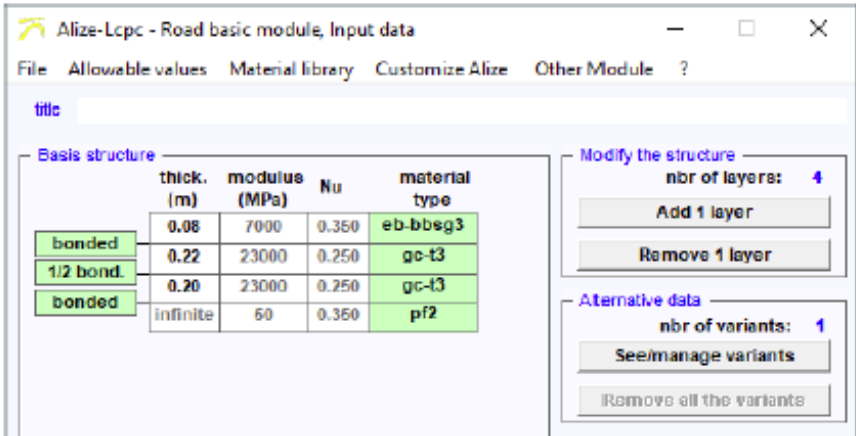 Alize-Lcpc - Road basic module, Input data
File Allowable values Material library Customize Alize Other Module ?
title
Basis structure
thick. (m) modulus (MPa) Nu material type
0.08 7000 0.350 eb-bbsg3
bonded
0.22 23000 0.250 gc-t3
1/2 bond.
0.20 23000 0.250 gc-t3
bonded
infinite 50 0.350 pf2
Modify the structure
nbr of layers: 4
Add 1 layer
Remove 1 layer
Alternative data
nbr of variants: 1
See/manage variants
Remove all the variants